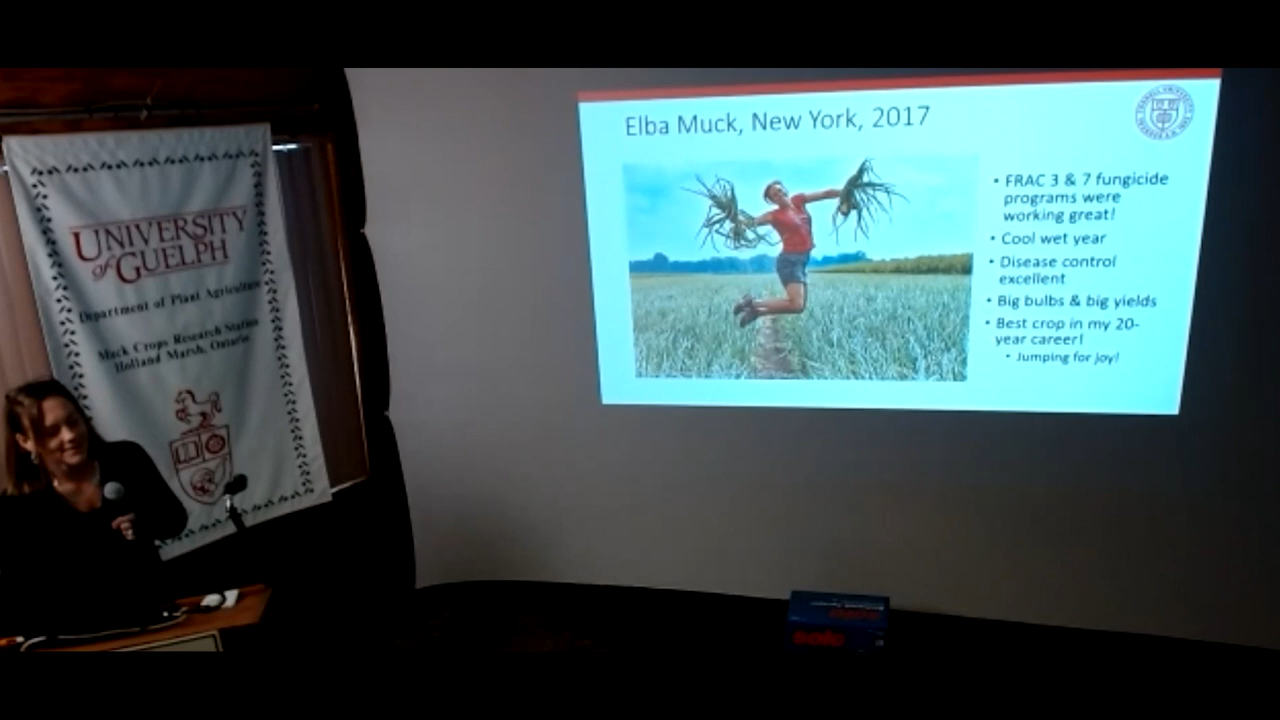 UNIVERSITY
of GUELPH
Department of Plant Agriculture
Muck Crops Research Station
Holland Marsh, Ontario
Elba Muck, New York, 2017
• FRAC 3 & 7 fungicide
programs were
working great!
• Cool wet year
• Disease control
excellent
• Big bulbs & big yields
• Best crop in my 20-
year career!
• Jumping for joy!